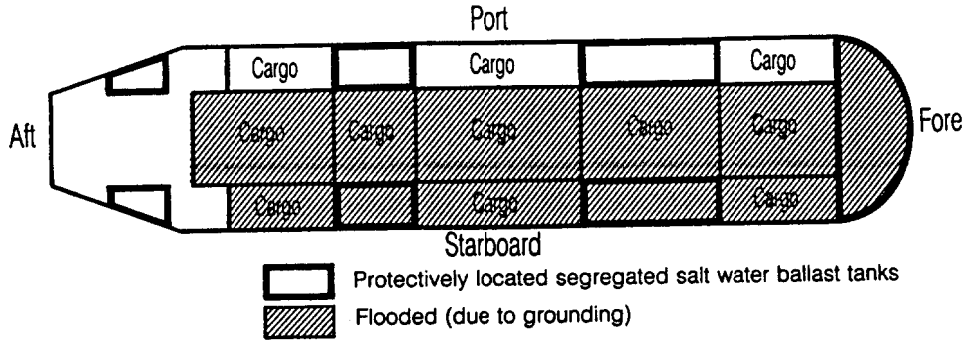 Port
Cargo Cargo Cargo
Aft Cargo Cargo Cargo Cargo Cargo Fore
Cargo Cargo Cargo
Starboard
Protectively located segregated salt water ballast tanks
Flooded (due to grounding)